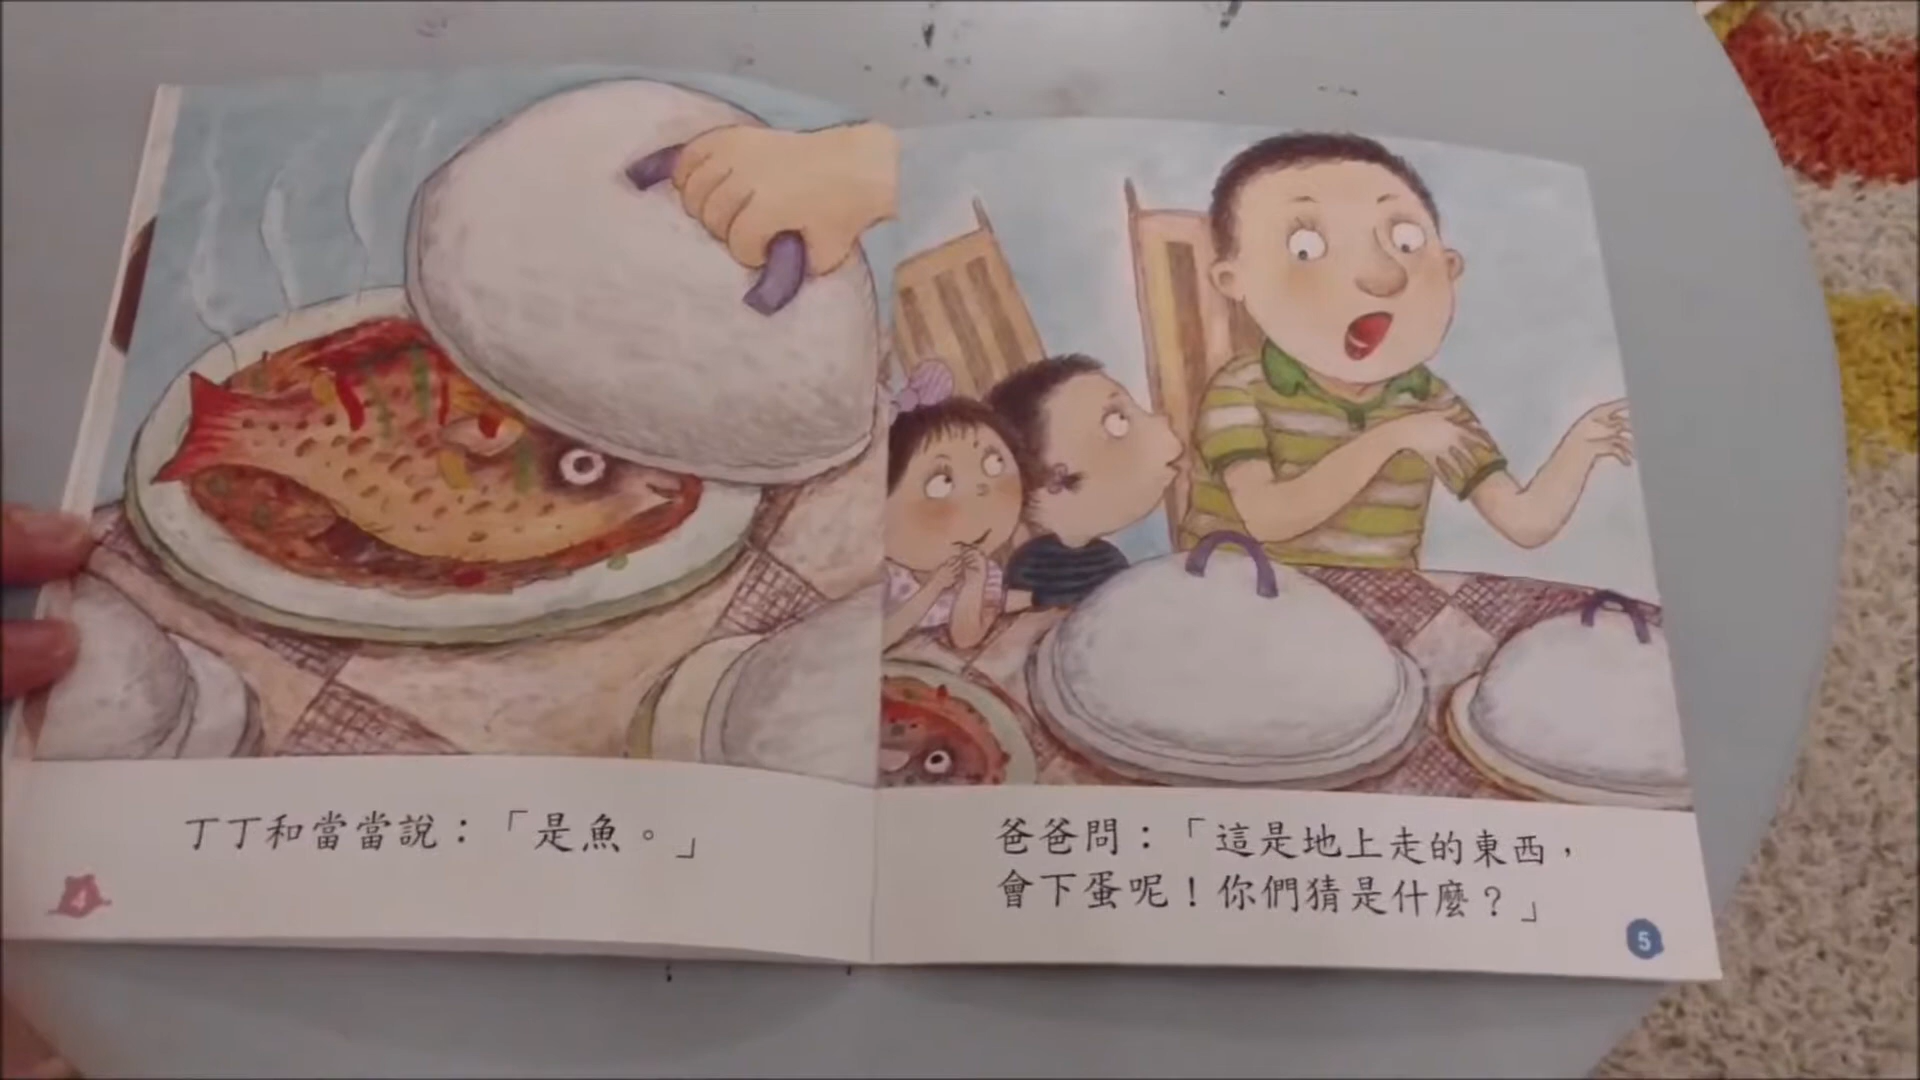 丁丁和當當說：「是魚。」
4
爸爸問：「這是地上走的東西，
會下蛋呢！你們猜是什麼？」
5